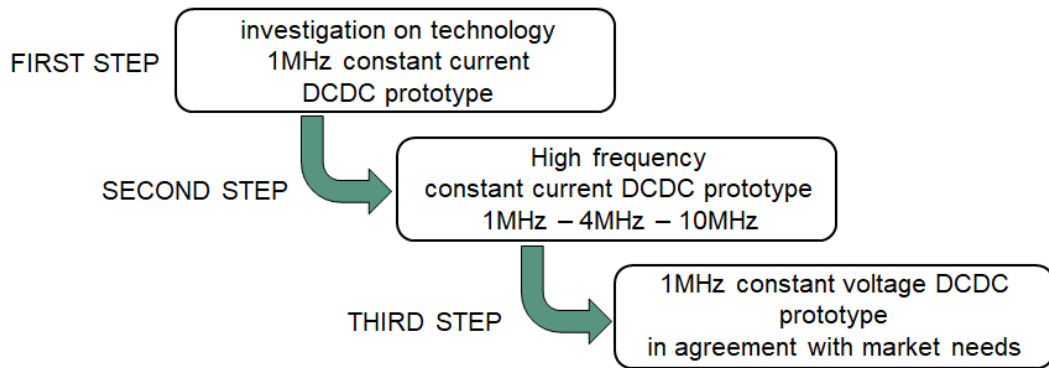 FIRST STEP
investigation on technology
1MHz constant current
DCDC prototype
SECOND STEP
High frequency
constant current DCDC prototype
1MHz – 4MHz – 10MHz
THIRD STEP
1MHz constant voltage DCDC
prototype
in agreement with market needs